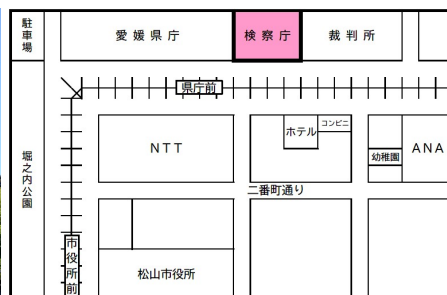 駐車場
愛媛県庁
検察庁
裁判所
県庁前
堀之内公園
NTT
ホテル
コンビニ
幼稚園
ANA
二番町通り
市役所前
松山市役所